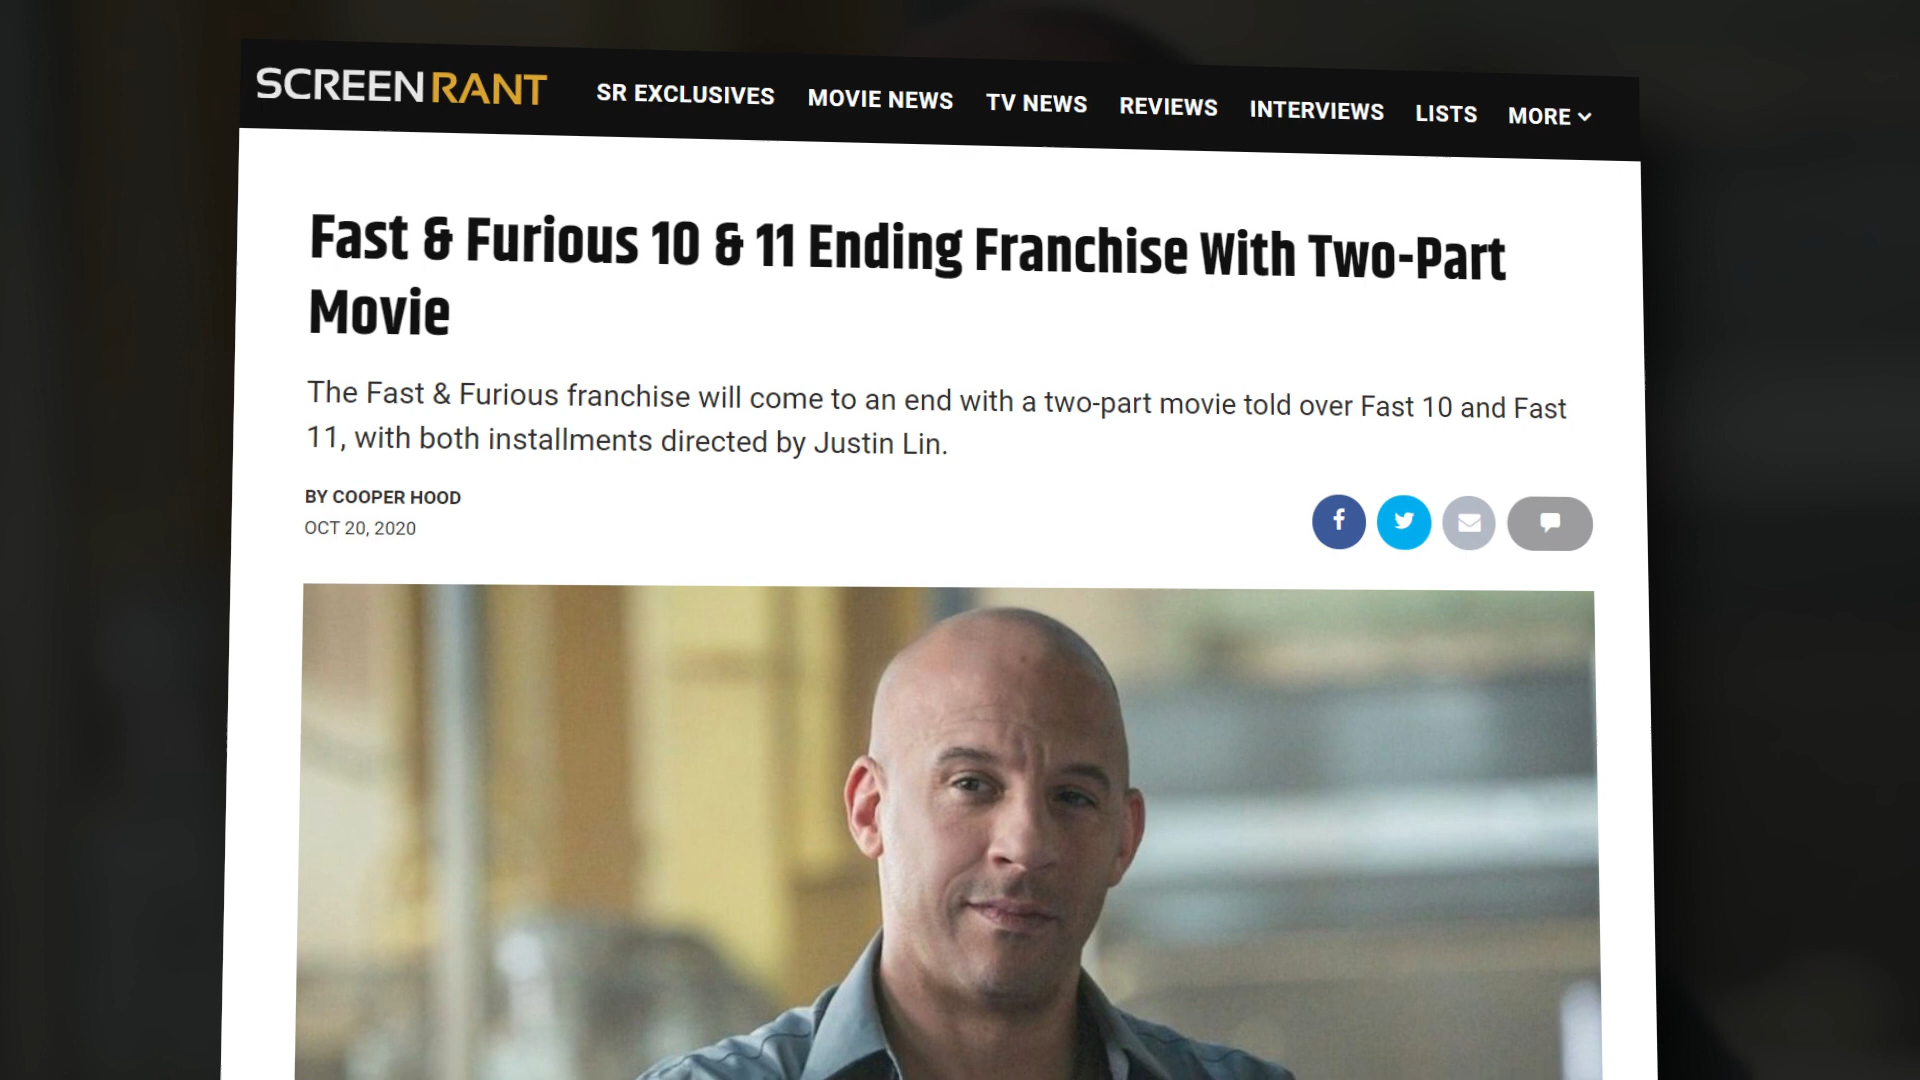 SCREENRANT SR EXCLUSIVES MOVIE NEWS TV NEWS REVIEWS INTERVIEWS LISTS MORE
Fast & Furious 10 & 11 Ending Franchise With Two-Part
Movie
The Fast & Furious franchise will come to an end with a two-part movie told over Fast 10 and Fast
11, with both installments directed by Justin Lin.
BY COOPER HOOD
OCT 20, 2020